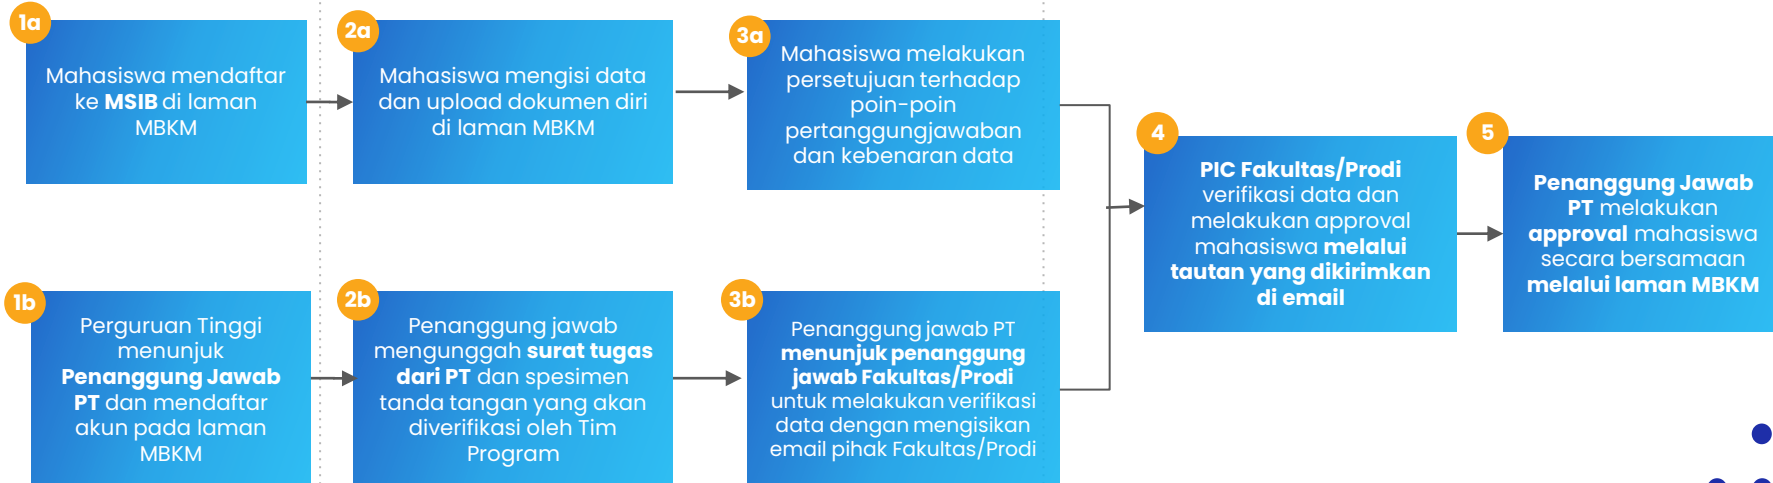 1a
Mahasiswa mendaftar
ke MSIB di laman
MBKM
2a
Mahasiswa mengisi data
dan upload dokumen diri
di laman MBKM
3a
Mahasiswa melakukan
persetujuan terhadap
poin-poin
pertanggungjawaban
dan kebenaran data
1b
Perguruan Tinggi
menunjuk
Penanggung Jawab
PT dan mendaftar
akun pada laman
MBKM
2b
Penanggung jawab
mengunggah surat tugas
dari PT dan spesimen
tanda tangan yang akan
diverifikasi oleh Tim
Program
3b
Penanggung jawab PT
menunjuk penanggung
jawab Fakultas/Prodi
untuk melakukan verifikasi
data dengan mengisikan
email pihak Fakultas/Prodi
4
PIC Fakultas/Prodi
verifikasi data dan
melakukan approval
mahasiswa melalui
tautan yang dikirimkan
di email
5
Penanggung Jawab
PT melakukan
approval mahasiswa
secara bersamaan
melalui laman MBKM